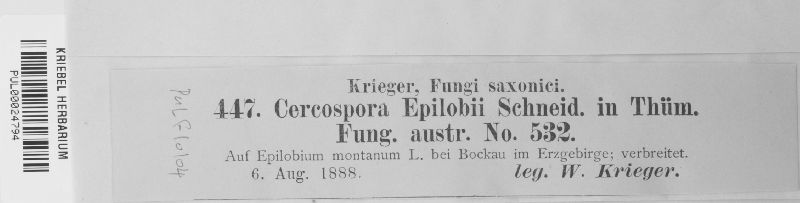 KRIEBEL HERBARIUM
PUL00024794
PUL F10104
Krieger, Fungi saxonici.
447. Cercospora Epilobii Schneid. in Thüm.
Fung. austr. No. 532.
Auf Epilobium montanum L. bei Bockau im Erzgebirge; verbreitet.
6. Aug. 1888. leg. W. Krieger.